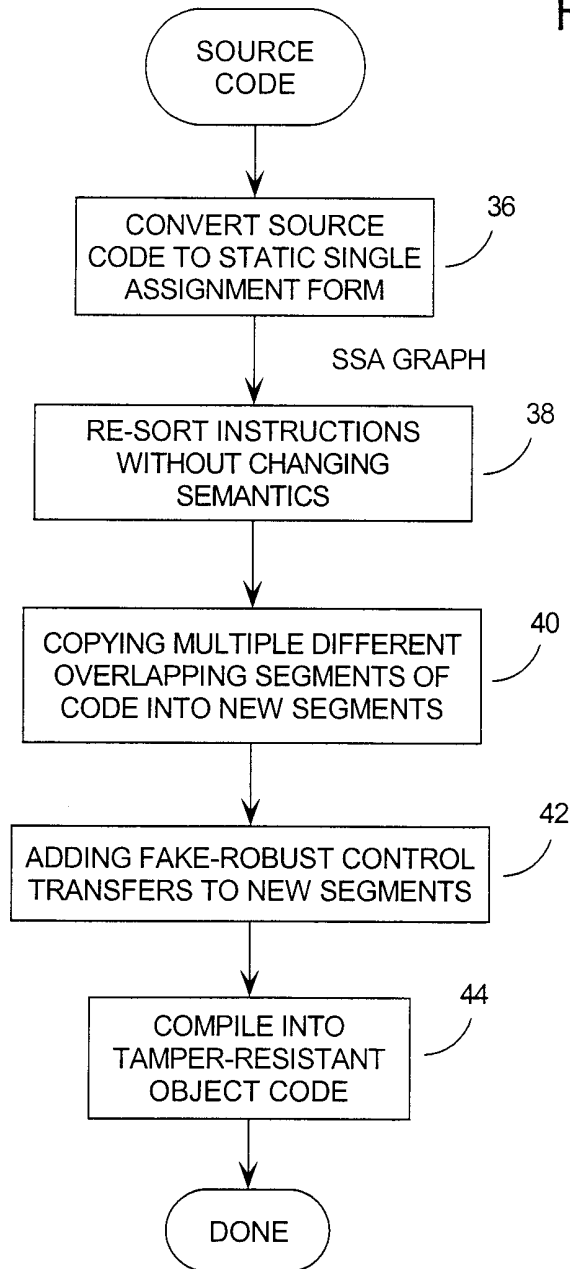 SOURCE
CODE
CONVERT SOURCE
CODE TO STATIC SINGLE
ASSIGNMENT FORM
36
SSA GRAPH
RE-SORT INSTRUCTIONS
WITHOUT CHANGING
SEMANTICS
38
COPYING MULTIPLE DIFFERENT
OVERLAPPING SEGMENTS OF
CODE INTO NEW SEGMENTS
40
ADDING FAKE-ROBUST CONTROL
TRANSFERS TO NEW SEGMENTS
42
COMPILE INTO
TAMPER-RESISTANT
OBJECT CODE
44
DONE